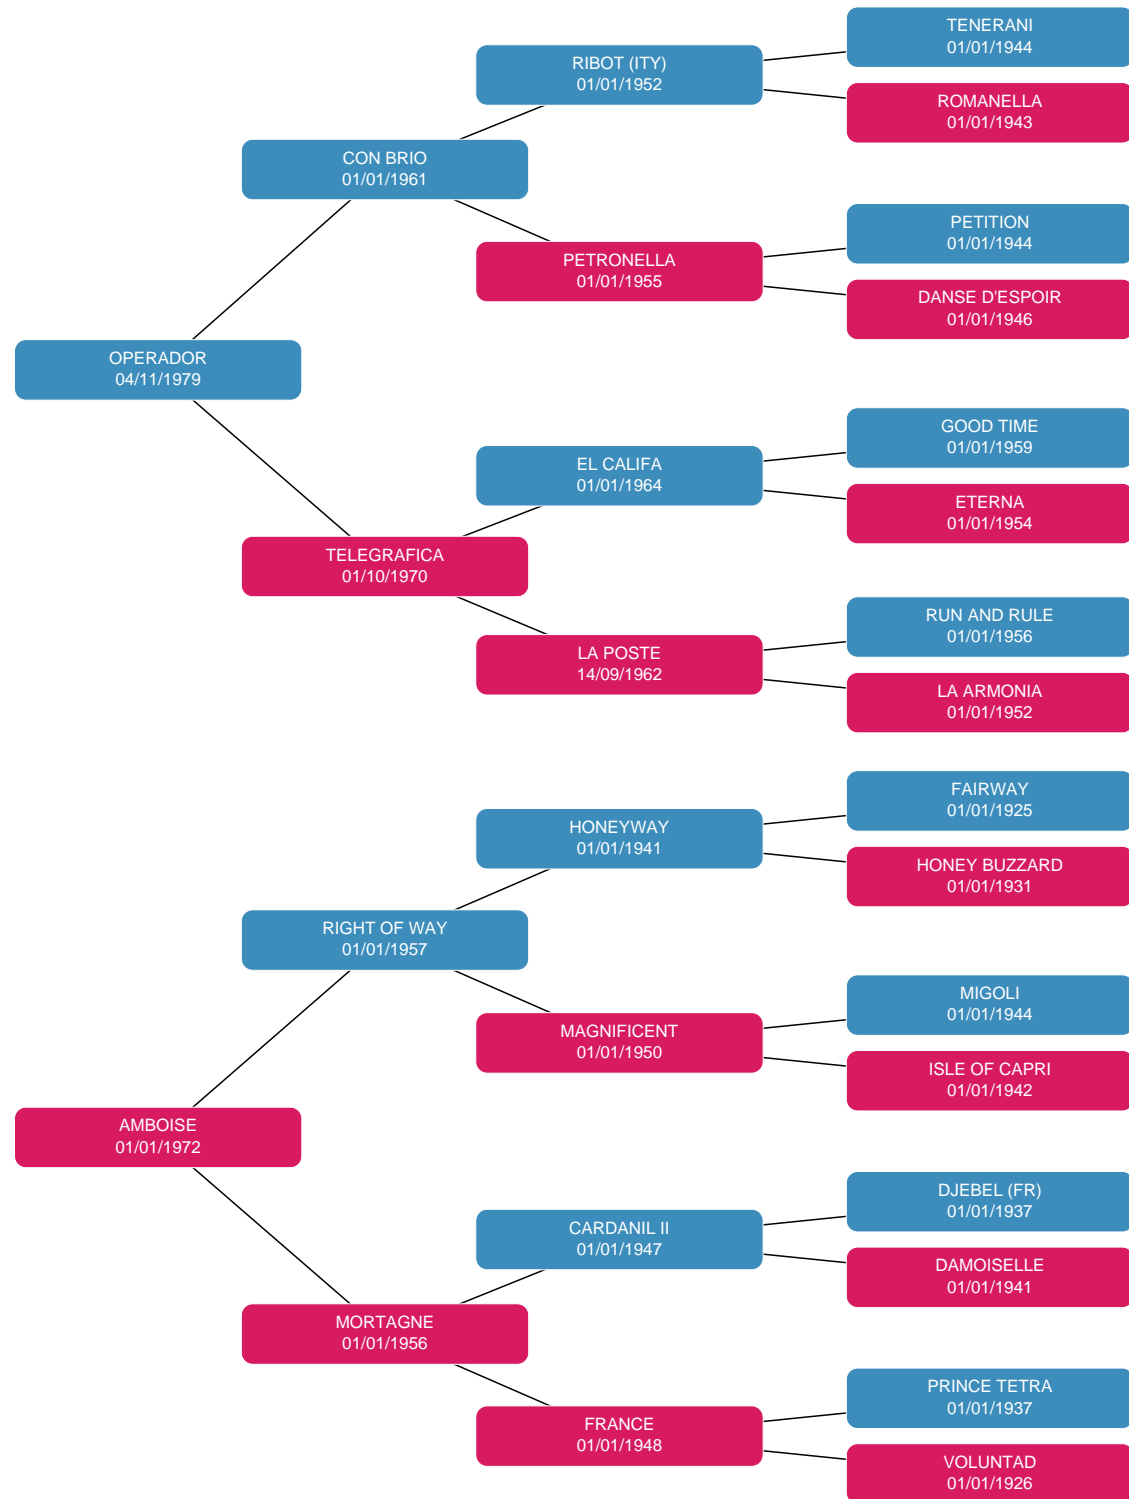 TENERANI
01/01/1944
RIBOT (ITY)
01/01/1952
ROMANELLA
01/01/1943
CON BRIO
01/01/1961
PETITION
01/01/1944
PETRONELLA
01/01/1955
DANSE D'ESPOIR
01/01/1946
OPERADOR
04/11/1979
GOOD TIME
01/01/1959
EL CALIFA
01/01/1964
ETERNA
01/01/1954
TELEGRAFICA
01/10/1970
RUN AND RULE
01/01/1956
LA POSTE
14/09/1962
LA ARMONIA
01/01/1952
FAIRWAY
01/01/1925
HONEYWAY
01/01/1941
HONEY BUZZARD
01/01/1931
RIGHT OF WAY
01/01/1957
MIGOLI
01/01/1944
MAGNIFICENT
01/01/1950
ISLE OF CAPRI
01/01/1942
AMBOISE
01/01/1972
DJEBEL (FR)
01/01/1937
CARDANIL II
01/01/1947
DAMOISELLE
01/01/1941
MORTAGNE
01/01/1956
PRINCE TETRA
01/01/1937
FRANCE
01/01/1948
VOLUNTAD
01/01/1926